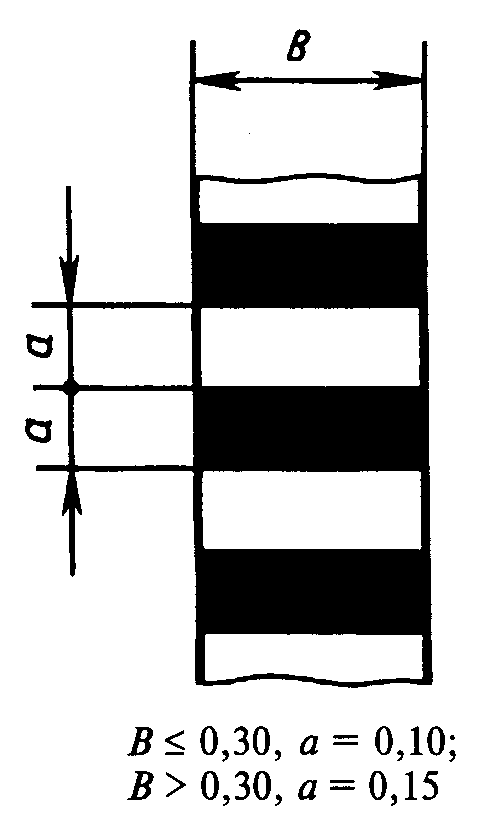 B
a
a
B ≤ 0,30, a = 0,10;
B > 0,30, a = 0,15